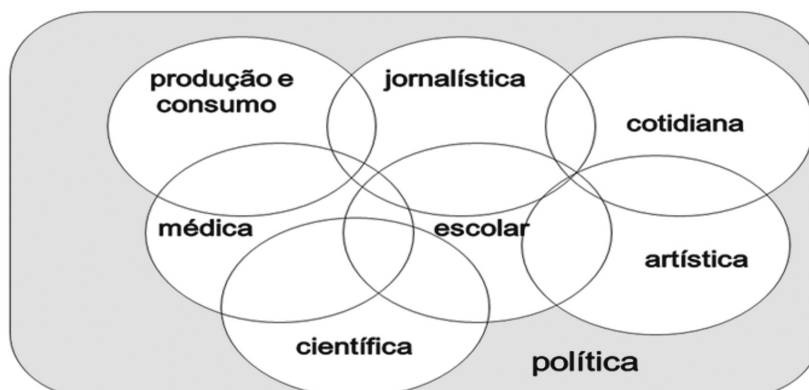 produção e
consumo
jornalística
cotidiana
médica
escolar
artística
científica
política